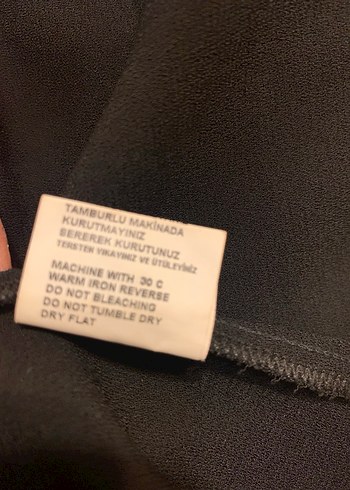 TAMBURLU MAKİNADA
KURUTMAYINIZ
SEREREK KURUTUNUZ
TERSTEN YIKAYINIZ VE ÜTÜLEYİNİZ
MACHINE WITH 30 C
WARM IRON REVERSE
DO NOT BLEACHING
DO NOT TUMBLE DRY
DRY FLAT